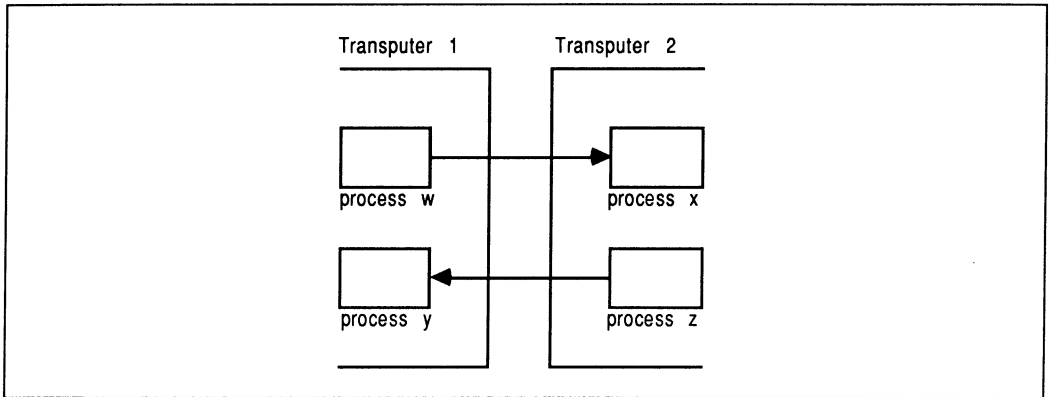 Transputer 1
Transputer 2
process w
process x
process y
process z